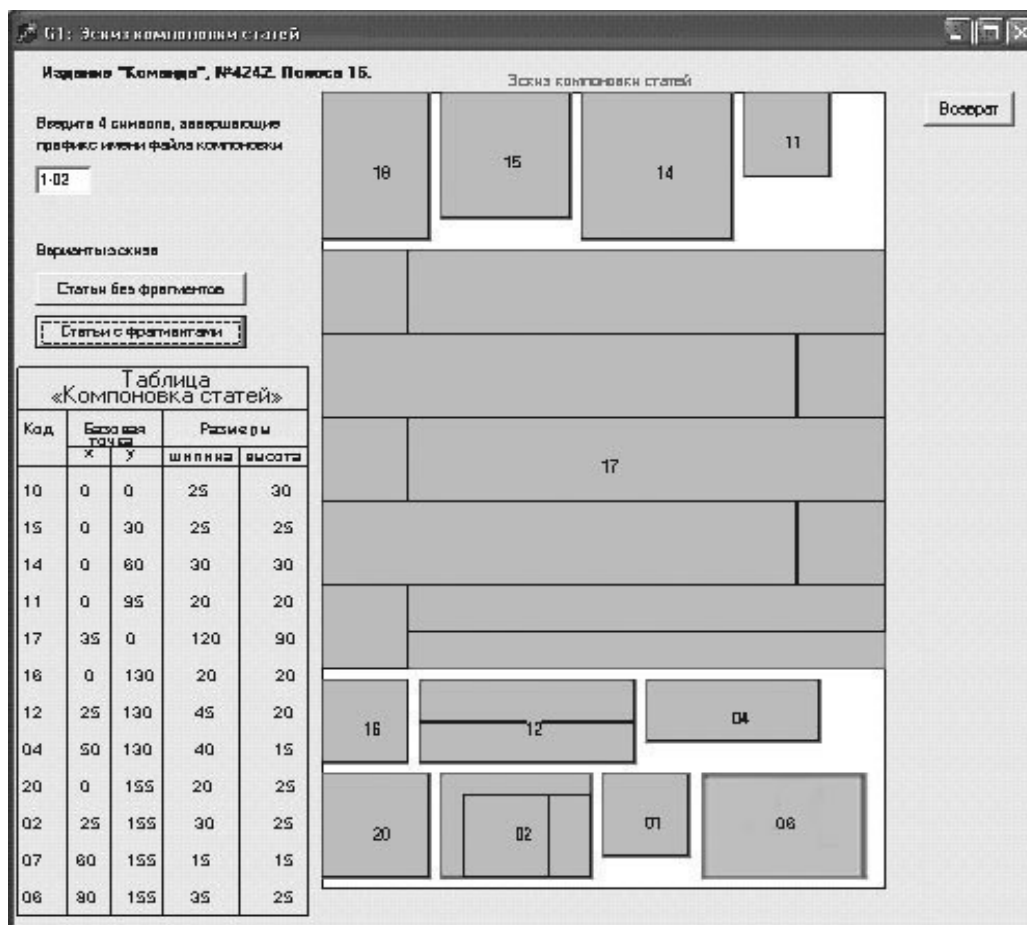 G1: Эскиз компоновки статей
Издание "Команда", №4242. Полоса 16.
Эскиз компоновки статей
Возврат
Введите 4 символа, завершающие
префикс имени файла компоновки
1-02
Варианты эскиза
Статьи без фрагментов
Статьи с фрагментами
Таблица
«Компоновка статей»
Код Базовая точка Размеры
x y ширина высота
10 0 0 25 30
15 0 30 25 25
14 0 60 30 30
11 0 95 20 20
17 35 0 120 90
16 0 130 20 20
12 25 130 45 20
04 50 130 40 15
20 0 155 20 25
02 25 155 30 25
07 60 155 15 15
06 90 155 35 25
18
15
14
11
17
16
12
04
20
02
01
06